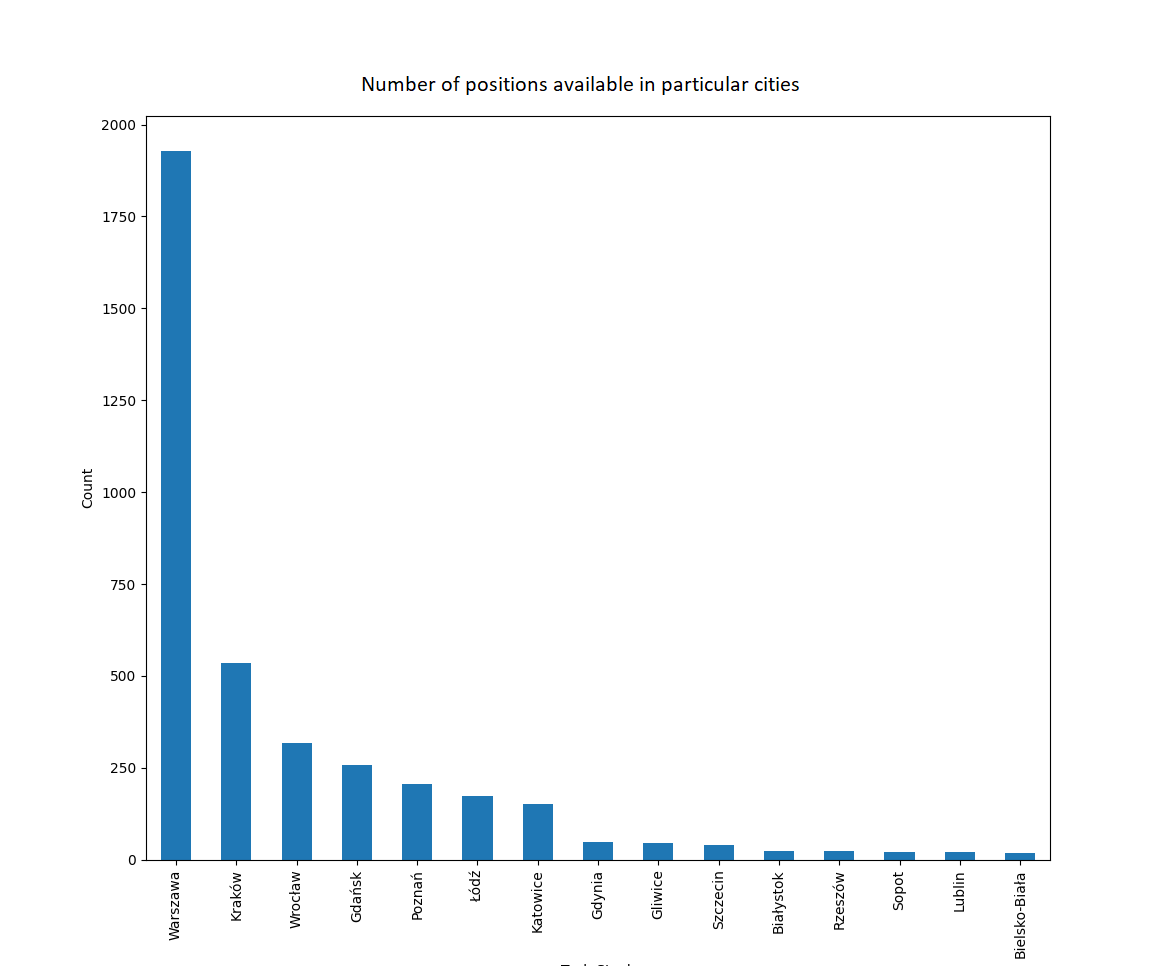 Number of positions available in particular cities
2000
1750
1500
1250
1000
750
500
250
0
Count
Warszawa
Kraków
Wrocław
Gdańsk
Poznań
Łódź
Katowice
Gdynia
Gliwice
Szczecin
Białystok
Rzeszów
Sopot
Lublin
Bielsko-Biała